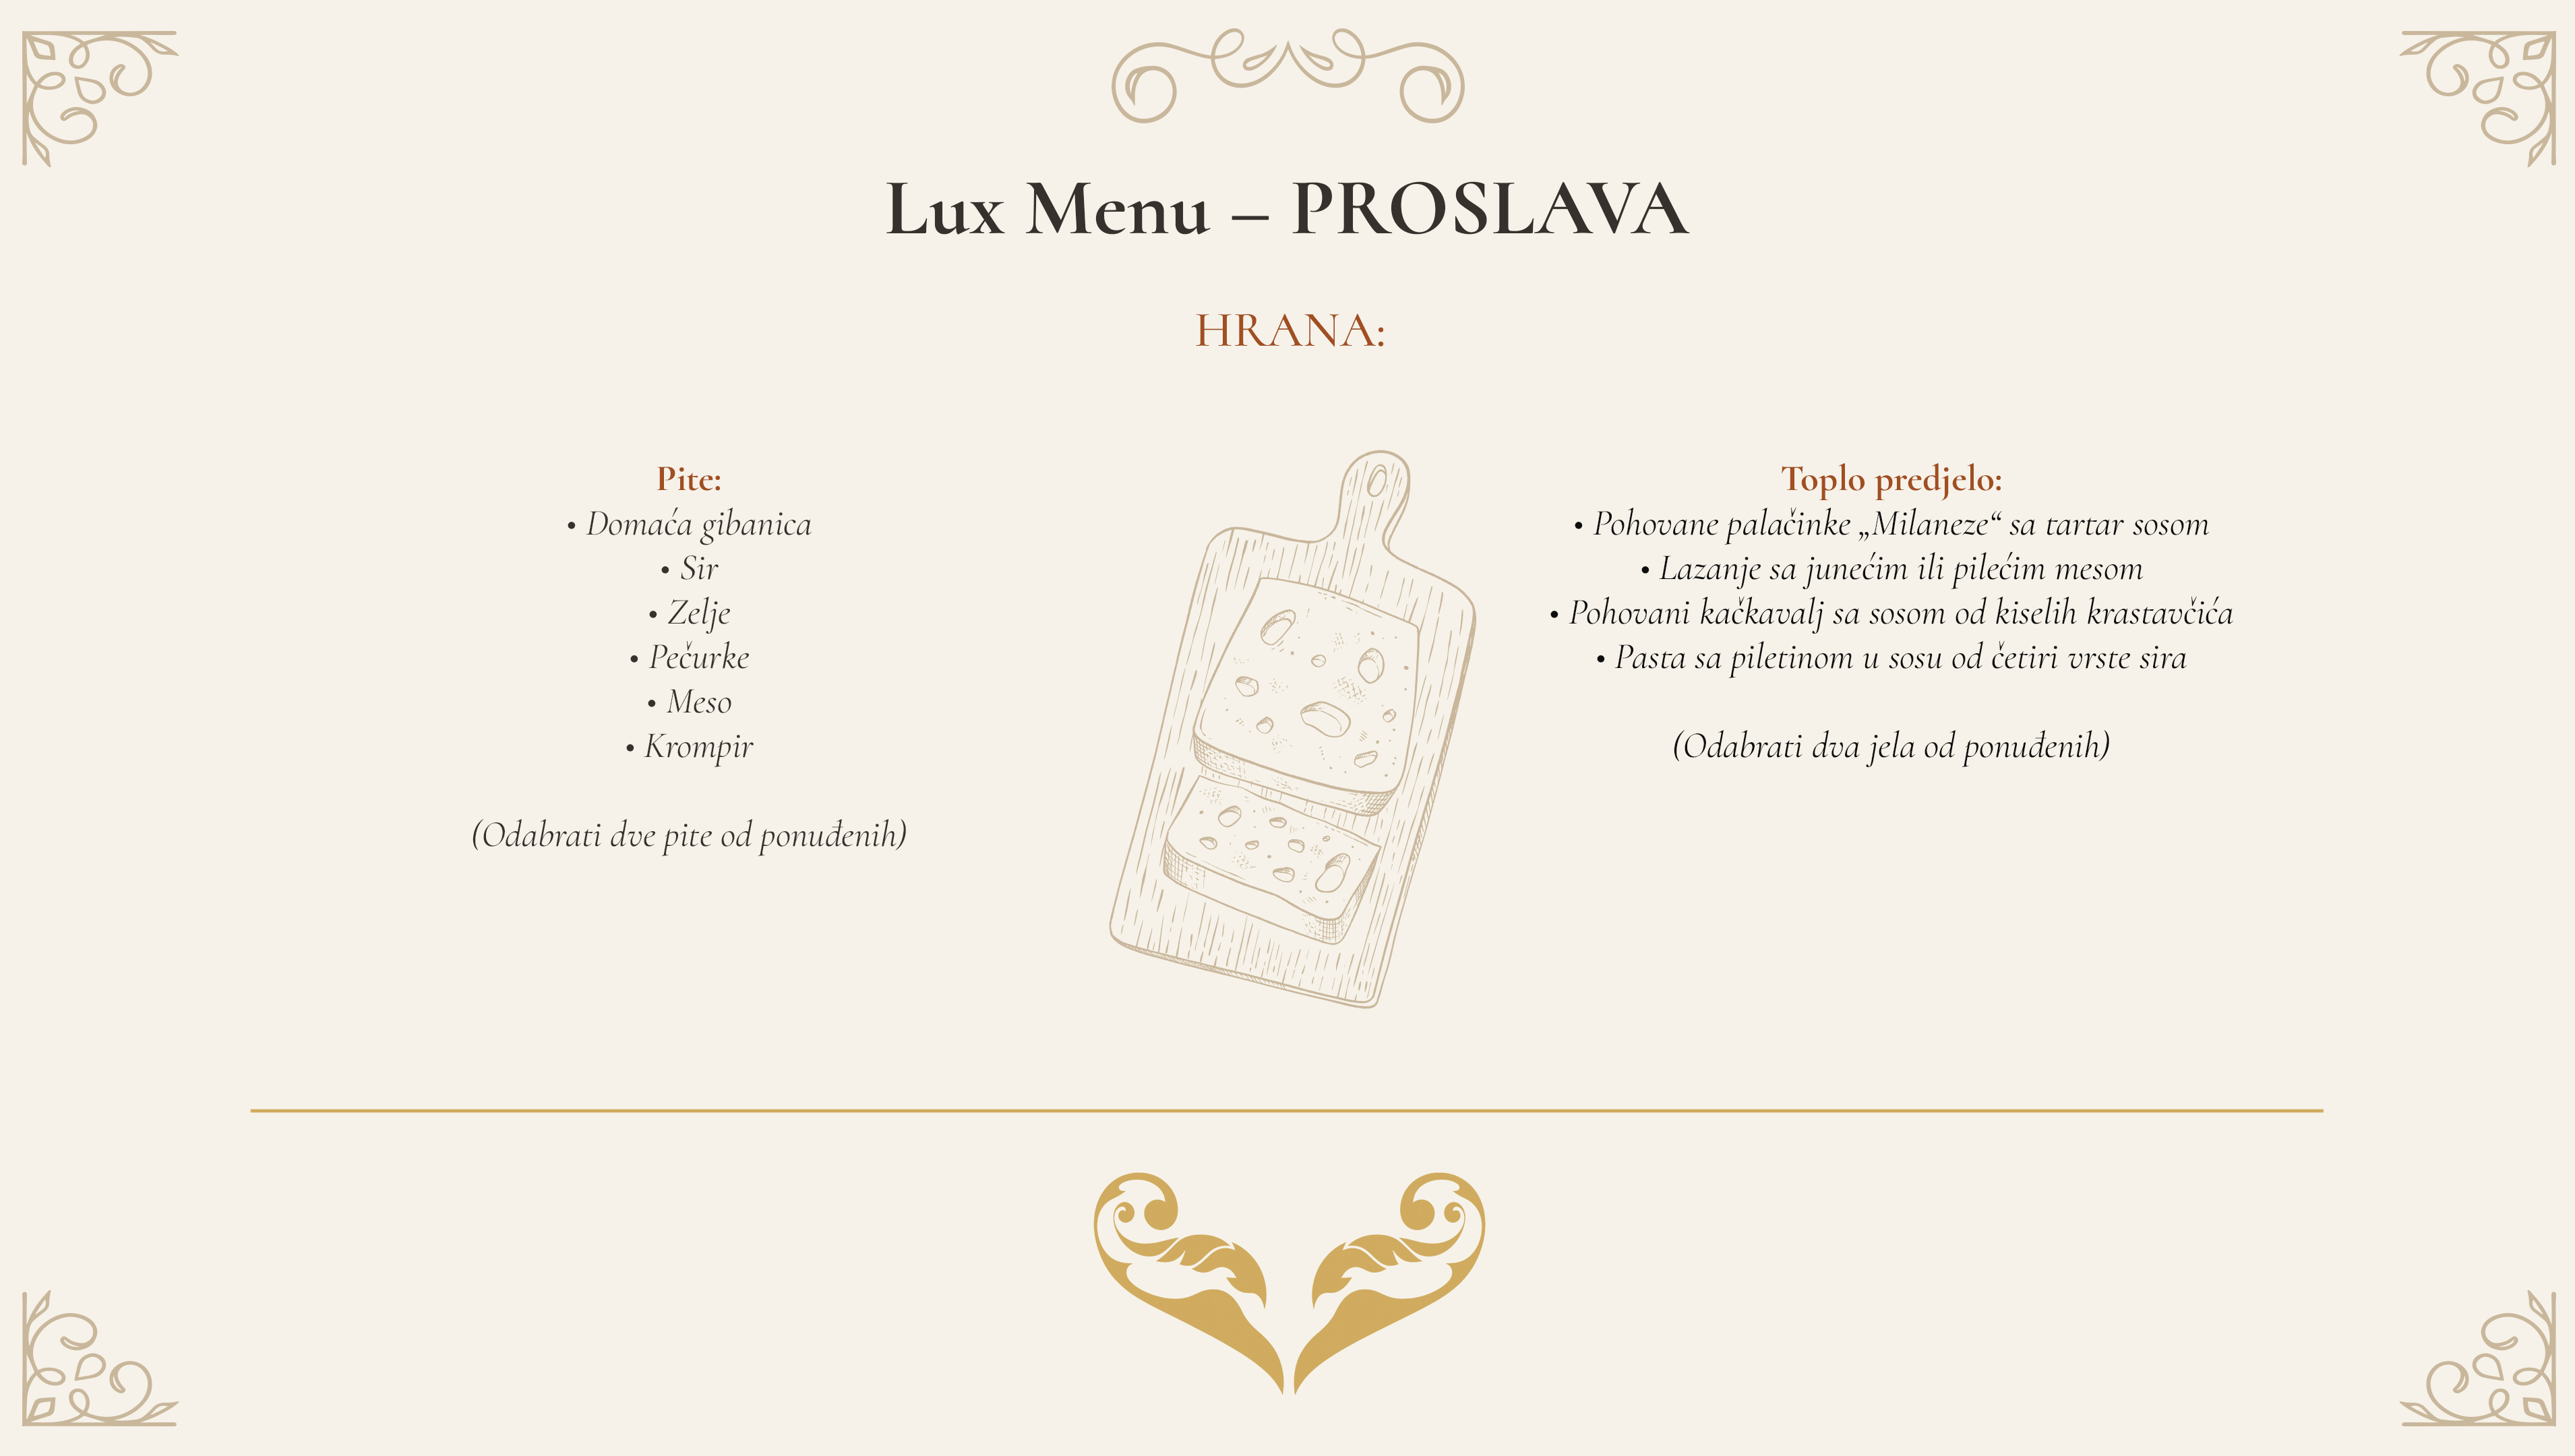 Lux Menu – PROSLAVA
HRANA:
Pite:
• Domaća gibanica
• Sir
• Zelje
• Pečurke
• Meso
• Krompir
(Odabrati dve pite od ponuđenih)
Toplo predjelo:
• Pohovane palačinke „Milaneze“ sa tartar sosom
• Lazanje sa junećim ili pilećim mesom
• Pohovani kačkavalj sa sosom od kiselih krastavčića
• Pasta sa piletinom u sosu od četiri vrste sira
(Odabrati dva jela od ponuđenih)